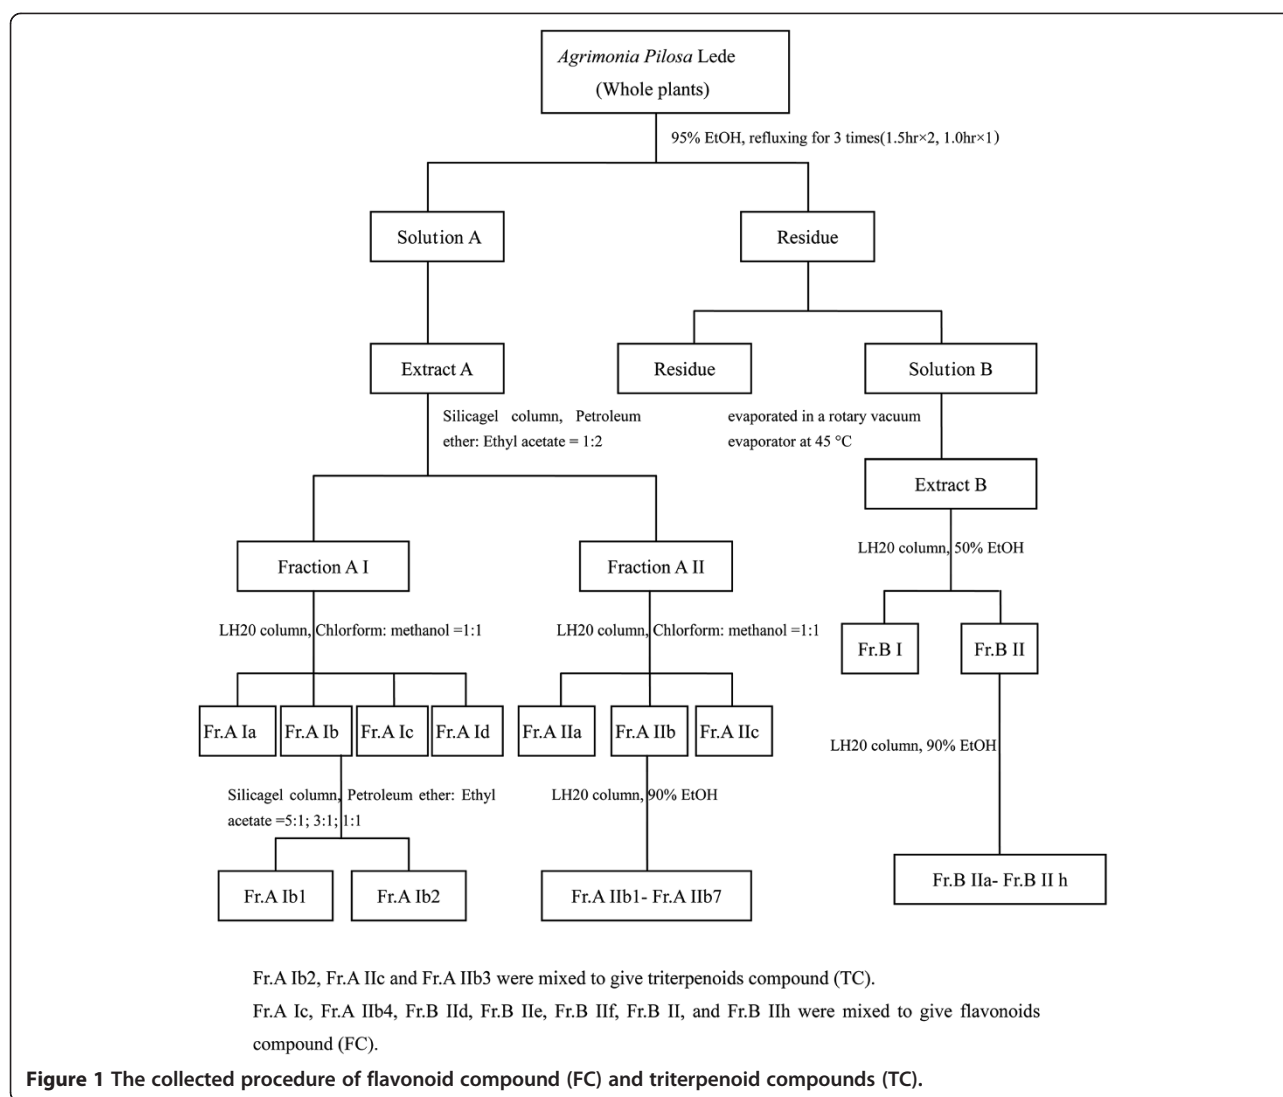 Agrimonia Pilosa Lede
(Whole plants)
95% EtOH, refluxing for 3 times(1.5hr×2, 1.0hr×1)
Solution A
Residue
Extract A
Residue
Solution B
Silicagel column, Petroleum
ether: Ethyl acetate = 1:2
evaporated in a rotary vacuum
evaporator at 45 °C
Extract B
LH20 column, 50% EtOH
Fraction A I
Fraction A II
LH20 column, Chlorform: methanol =1:1
LH20 column, Chlorform: methanol =1:1
Fr.B I
Fr.B II
Fr.A Ia
Fr.A Ib
Fr.A Ic
Fr.A Id
Fr.A IIa
Fr.A IIb
Fr.A IIc
LH20 column, 90% EtOH
Silicagel column, Petroleum ether: Ethyl
acetate =5:1; 3:1; 1:1
LH20 column, 90% EtOH
Fr.A Ib1
Fr.A Ib2
Fr.A IIb1- Fr.A IIb7
Fr.B IIa- Fr.B II h
Fr.A Ib2, Fr.A IIc and Fr.A IIb3 were mixed to give triterpenoids compound (TC).
Fr.A Ic, Fr.A IIb4, Fr.B IId, Fr.B IIe, Fr.B IIf, Fr.B II, and Fr.B IIh were mixed to give flavonoids
compound (FC).
Figure 1 The collected procedure of flavonoid compound (FC) and triterpenoid compounds (TC).